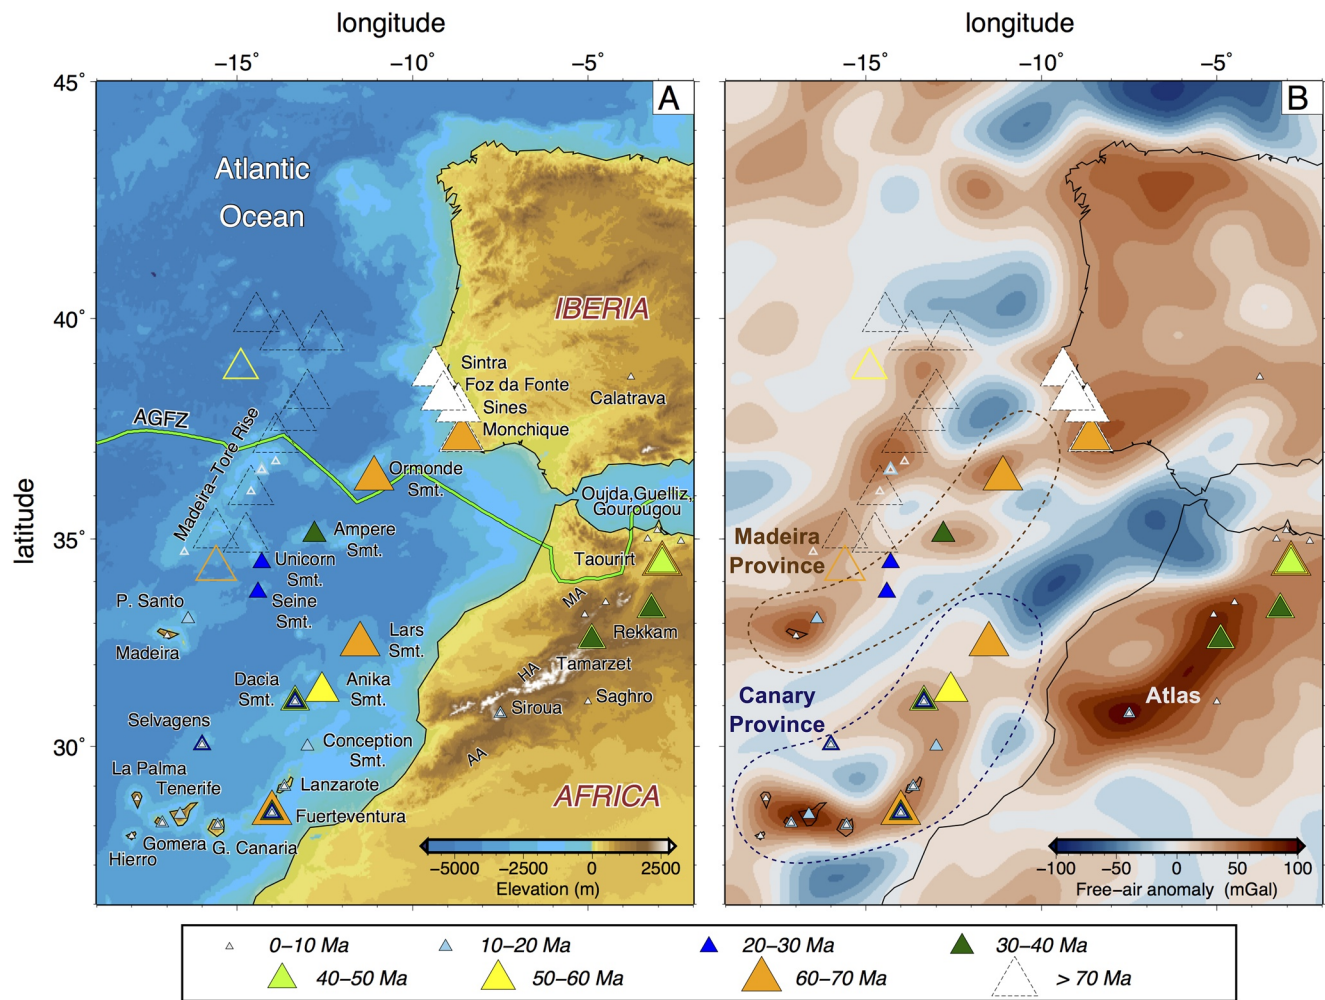 longitude
longitude
−15°
−10°
−5°
−15°
−10°
−5°
45°
40°
35°
30°
latitude
A
Atlantic
Ocean
IBERIA
Sintra
Foz da Fonte
Sines
Monchique
Calatrava
AGFZ
Madeira−Tore Rise
Ormonde
Smt.
Oujda,Guelliz,
Gourougou
Ampere
Smt.
Unicorn
Smt.
Taourirt
Seine
Smt.
P. Santo
Madeira
MA
Lars
Smt.
Rekkam
Tamarzet
HA
Dacia
Smt.
Anika
Smt.
Saghro
Siroua
Selvagens
Conception
Smt.
AA
La Palma
Tenerife
Lanzarote
AFRICA
Fuerteventura
Gomera
G. Canaria
Hierro
−5000
−2500
0
2500
Elevation (m)
B
Madeira
Province
Canary
Province
Atlas
−100
−50
0
50
100
Free−air anomaly (mGal)
0−10 Ma
10−20 Ma
20−30 Ma
30−40 Ma
40−50 Ma
50−60 Ma
60−70 Ma
> 70 Ma